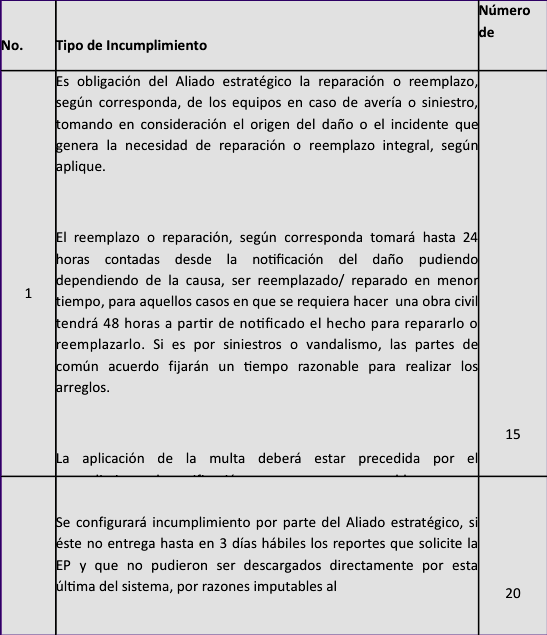 Número
de
No.
Tipo de Incumplimiento
Es obligación del Aliado estratégico la reparación o reemplazo,
según corresponda, de los equipos en caso de avería o siniestro,
tomando en consideración el origen del daño o el incidente que
genera la necesidad de reparación o reemplazo integral, según
aplique.
El reemplazo o reparación, según corresponda tomará hasta 24
horas contadas desde la notificación del daño pudiendo
dependiendo de la causa, ser reemplazado/ reparado en menor
1
tiempo, para aquellos casos en que se requiera hacer una obra civil
tendrá 48 horas a partir de notificado el hecho para repararlo o
reemplazarlo. Si es por siniestros o vandalismo, las partes de
común acuerdo fijarán un tiempo razonable para realizar los
arreglos.
15
La aplicación de la multa deberá estar precedida por el
Se configurará incumplimiento por parte del Aliado estratégico, si
éste no entrega hasta en 3 días hábiles los reportes que solicite la
EP y que no pudieron ser descargados directamente por esta
última del sistema, por razones imputables al
20